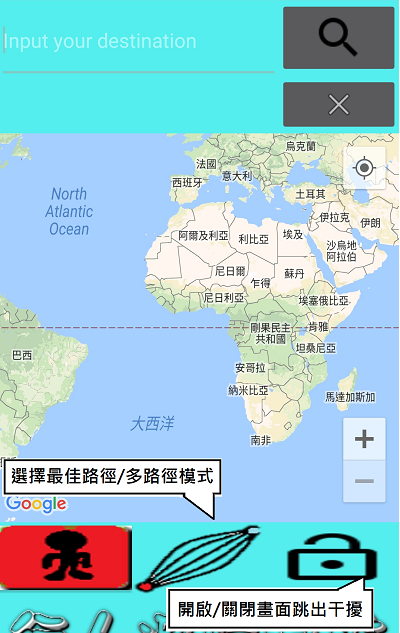 Input your destination
烏克蘭
法國
義大利
西班牙
土耳其
North
Atlantic
Ocean
伊拉克
伊朗
阿爾及利亞
利比亞
埃及
沙烏地
阿拉伯
尼日爾
乍得
蘇丹
尼日利亞
埃塞俄比亞
剛果民主
共和國
肯雅
坦桑尼亞
巴西
安哥拉
納米比亞
馬達加斯加
大西洋
南非
選擇最佳路徑/多路徑模式
Google
開啟/關閉畫面跳出干擾